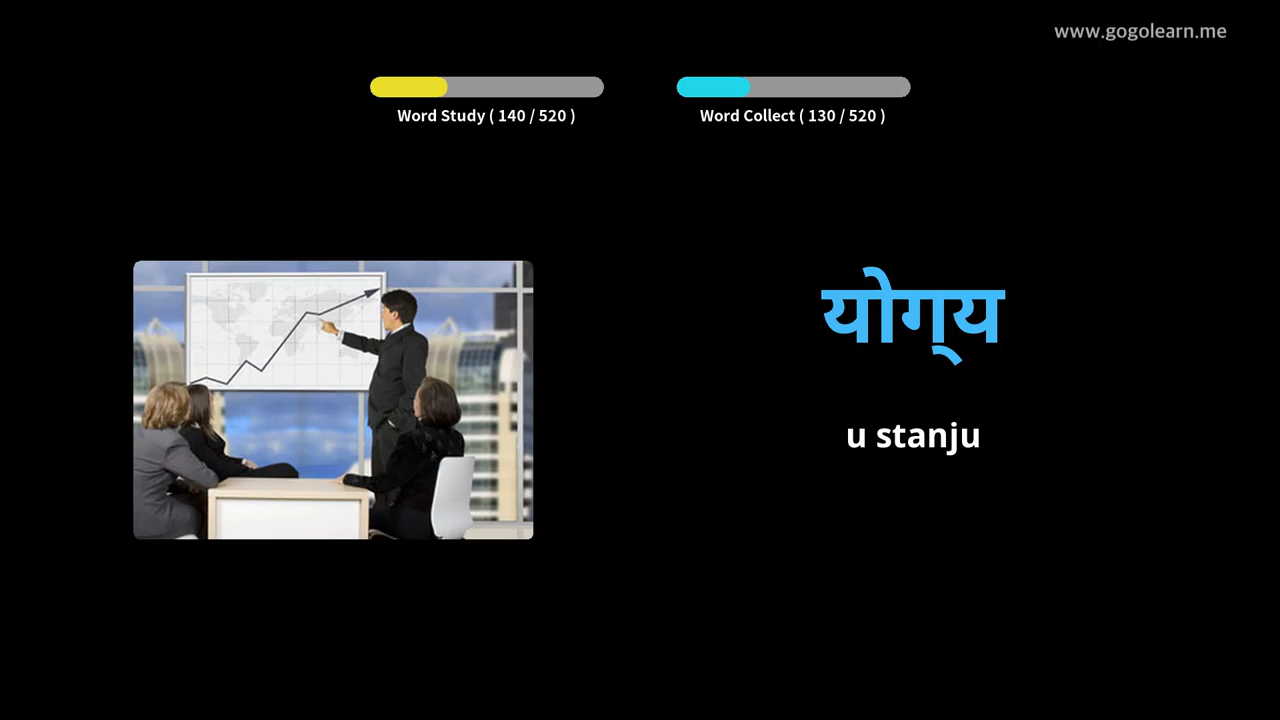 www.gogolearn.me
Word Study ( 140 / 520 )
Word Collect ( 130 / 520 )
योग्‌य
u stanju